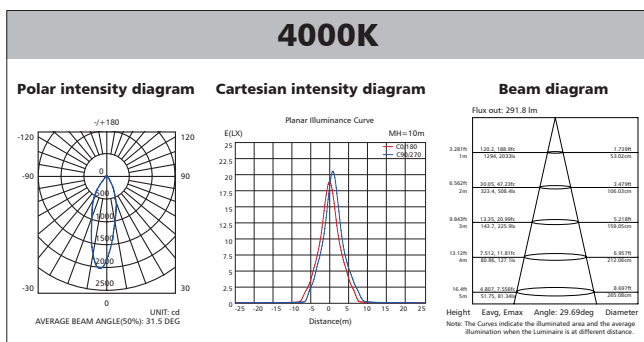 4000K
Polar intensity diagram
Cartesian intensity diagram
Beam diagram
-/+180
-120
120
-90
90
-30
30
0
0
500
1000
1500
2000
2500
UNIT: cd
AVERAGE BEAM ANGLE(50%): 31.5 DEG
Planar Illuminance Curve
E(LX)
MH=10m
C0/180
C90/270
25
22.5
20
17.5
15
12.5
10
7.5
5
2.5
0
-25 -20 -15 -10 -5 0 5 10 15 20 25
Distance(m)
Flux out: 291.8 lm
3.281ft 120.2, 188.9fc 1.739ft
1m 1294, 2033lx 53.02cm
6.562ft 30.05, 47.23fc 3.479ft
2m 323.4, 508.4lx 106.03cm
9.843ft 13.35, 20.99fc 5.218ft
3m 143.7, 225.9lx 159.05cm
13.12ft 7.512, 11.81fc 6.957ft
4m 80.86, 127.1lx 212.06cm
16.4ft 4.807, 7.556fc 8.697ft
5m 51.75, 81.34lx 265.08cm
Height Eavg, Emax Angle: 29.69deg Diameter
Note: The Curves indicate the illuminated area and the average
illumination when the Luminaire is at different distance.